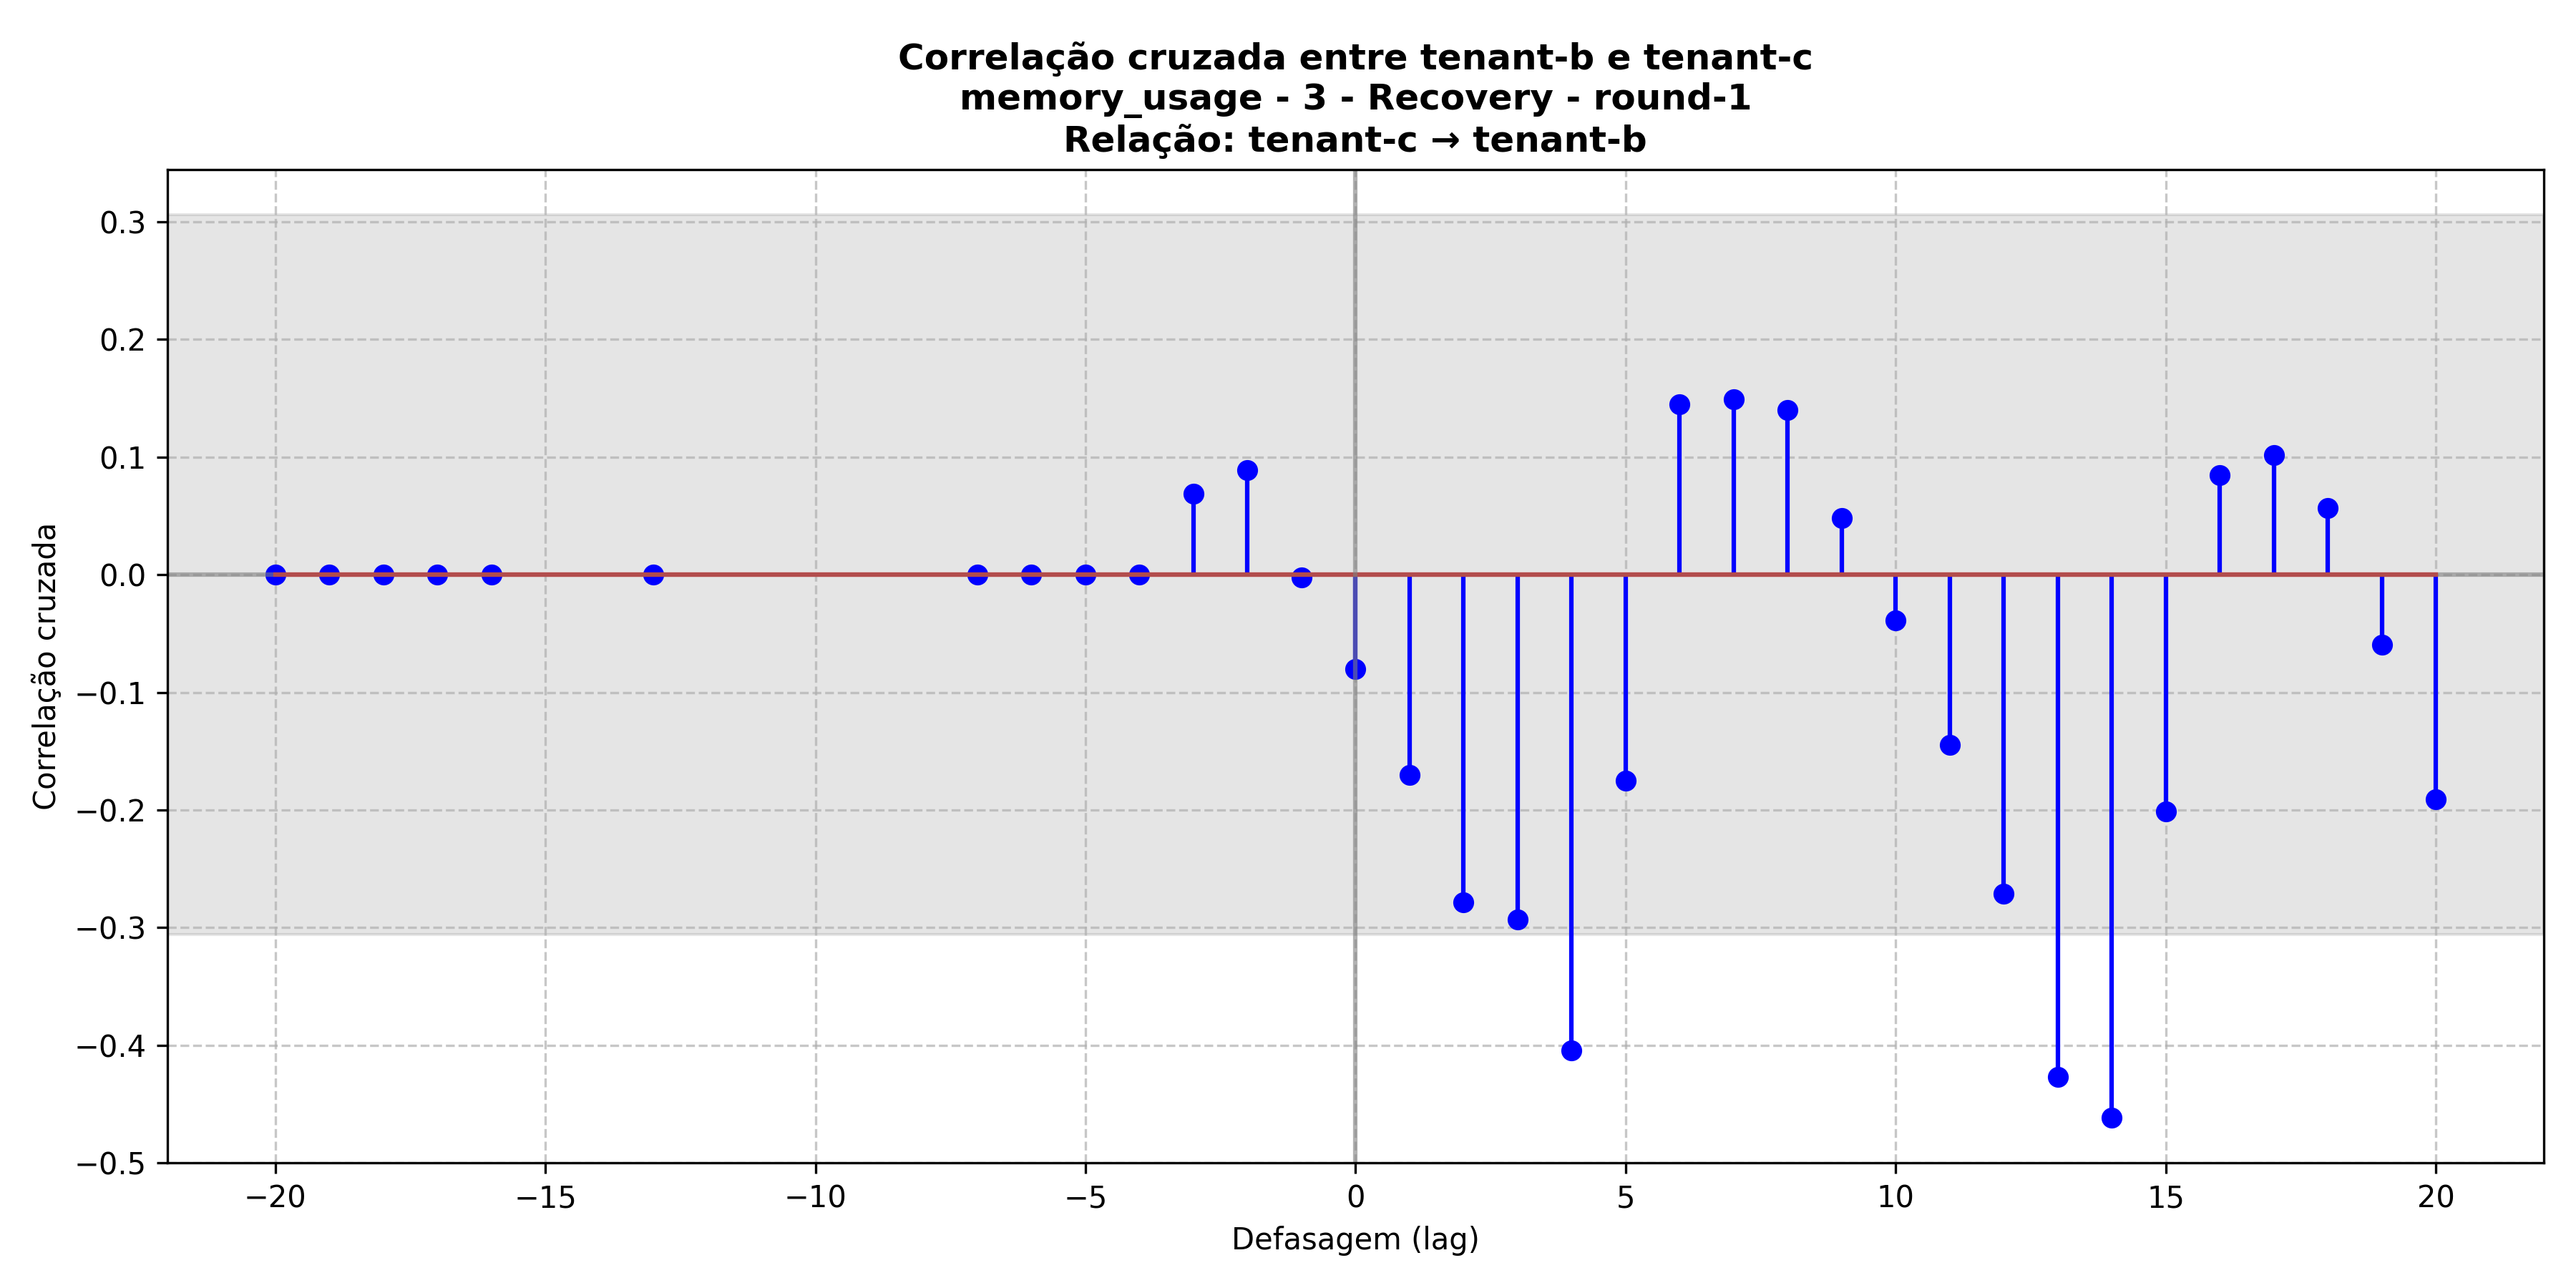 Correlação cruzada entre tenant-b e tenant-c
memory_usage - 3 - Recovery - round-1
Relação: tenant-c → tenant-b
Correlação cruzada
0.3
0.2
0.1
0.0
−0.1
−0.2
−0.3
−0.4
−0.5
−20 −15 −10 −5 0 5 10 15 20
Defasagem (lag)